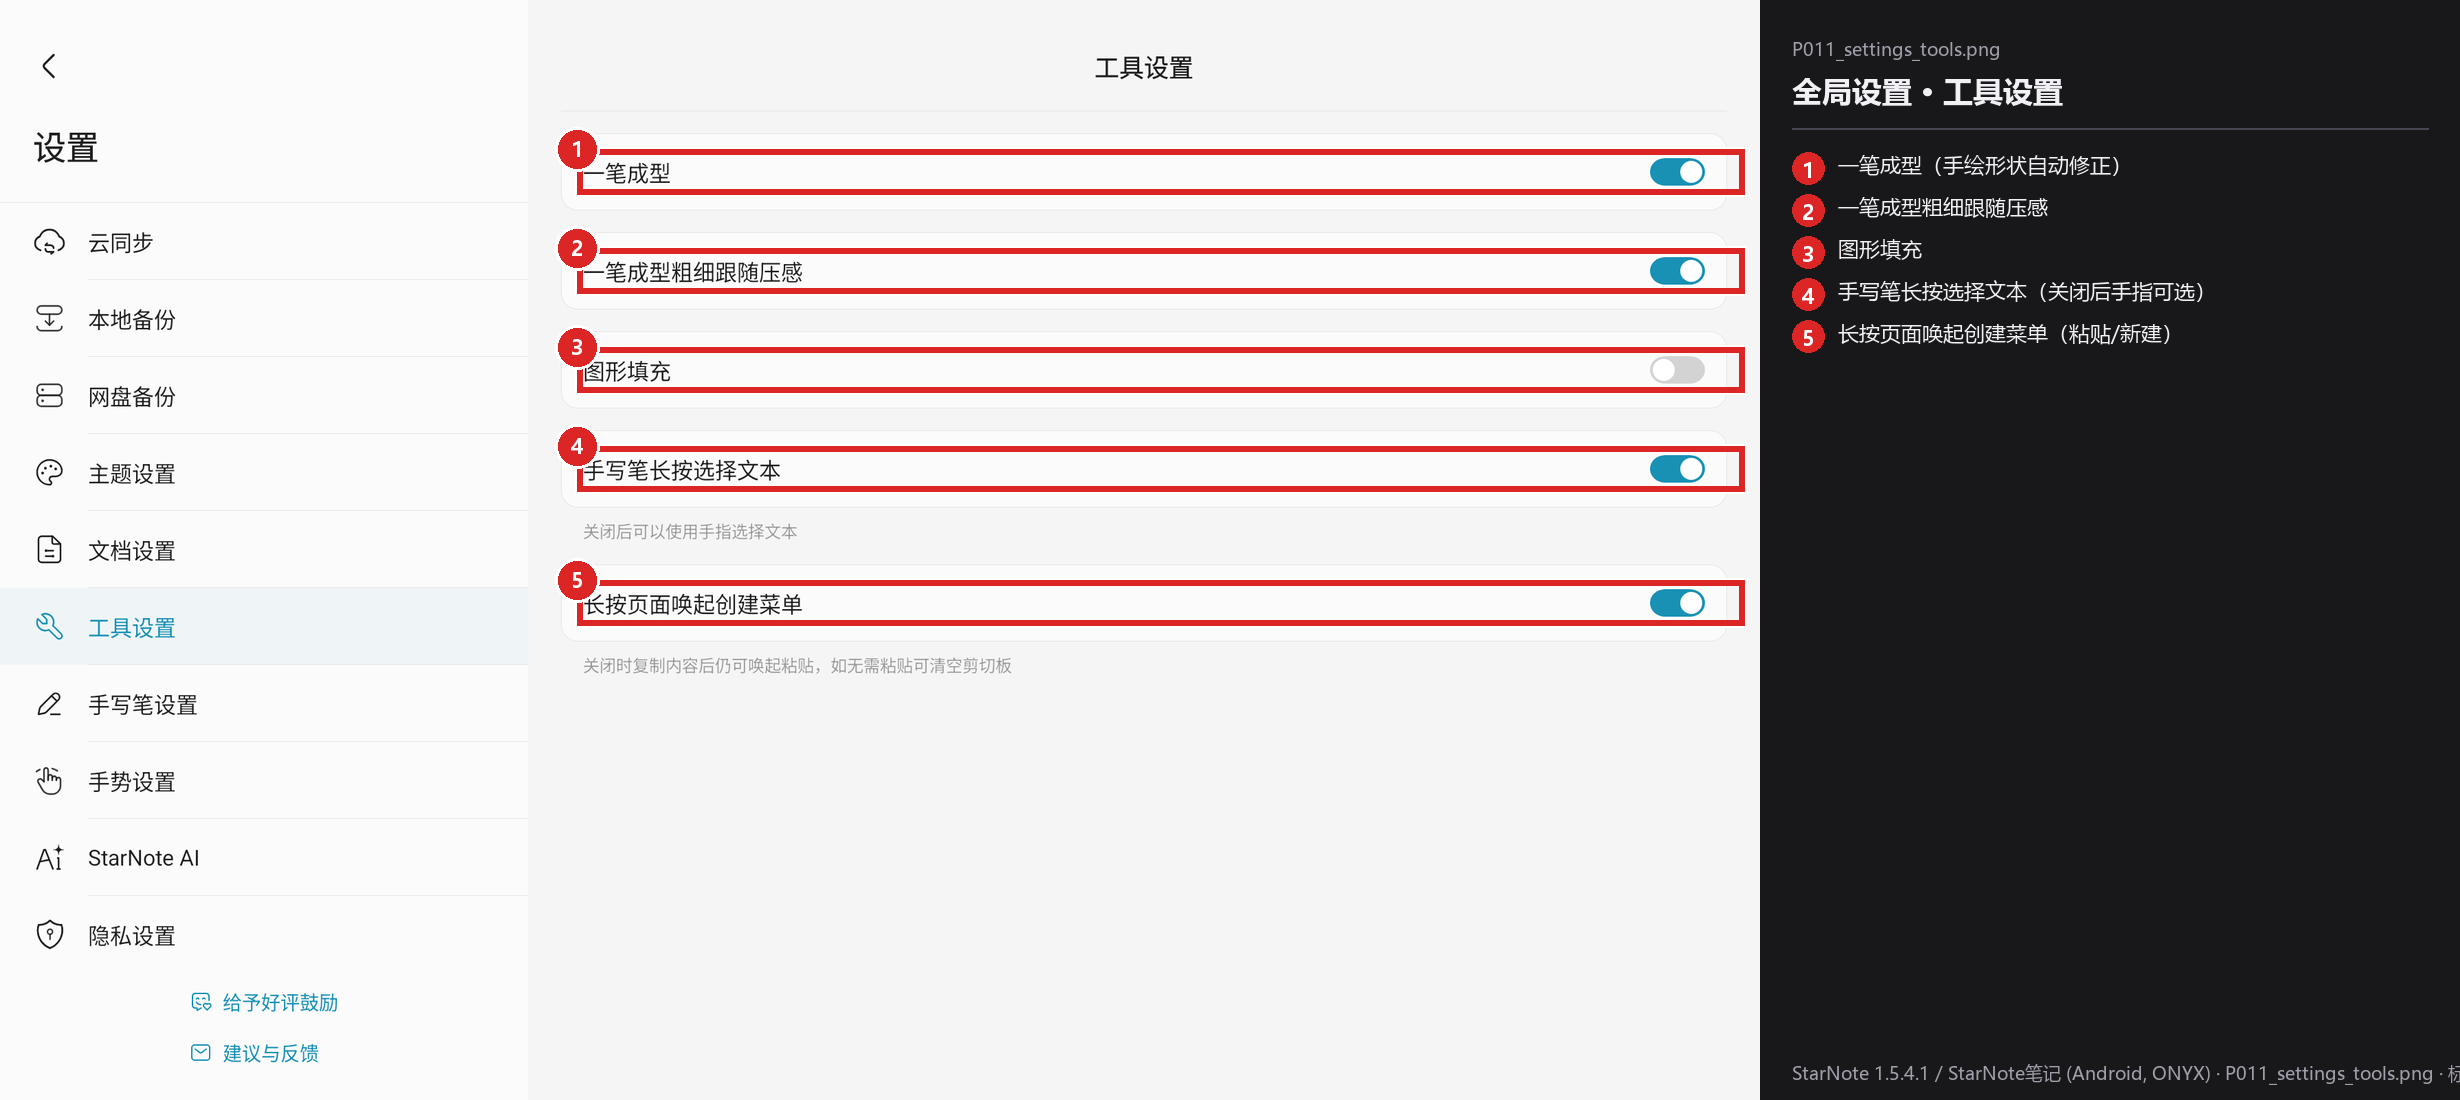 设置
云同步
本地备份
网盘备份
主题设置
文档设置
工具设置
手写笔设置
手势设置
StarNote AI
隐私设置
给予好评鼓励
建议与反馈
工具设置
1
一笔成型
2
一笔成型粗细跟随压感
3
图形填充
4
手写笔长按选择文本
关闭后可以使用手指选择文本
5
长按页面唤起创建菜单
关闭时复制内容后仍可唤起粘贴，如无需粘贴可清空剪切板
P011_settings_tools.png
全局设置 • 工具设置
1 一笔成型（手绘形状自动修正）
2 一笔成型粗细跟随压感
3 图形填充
4 手写笔长按选择文本（关闭后手指可选）
5 长按页面唤起创建菜单（粘贴/新建）
StarNote 1.5.4.1 / StarNote笔记 (Android, ONYX) · P011_settings_tools.png ·